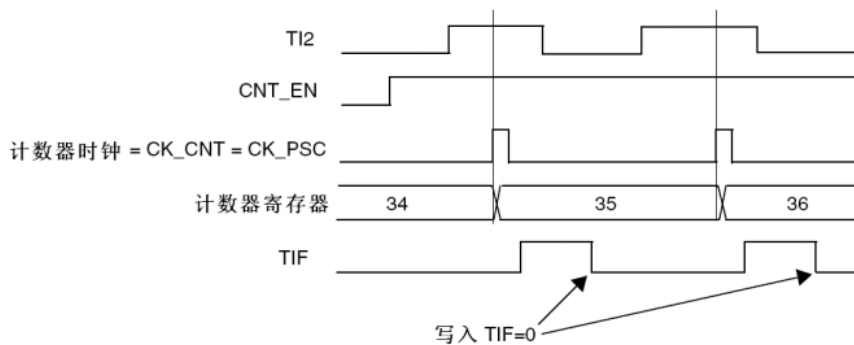 TI2
CNT_EN
计数器时钟 = CK_CNT = CK_PSC
计数器寄存器 34 35 36
TIF
写入 TIF=0